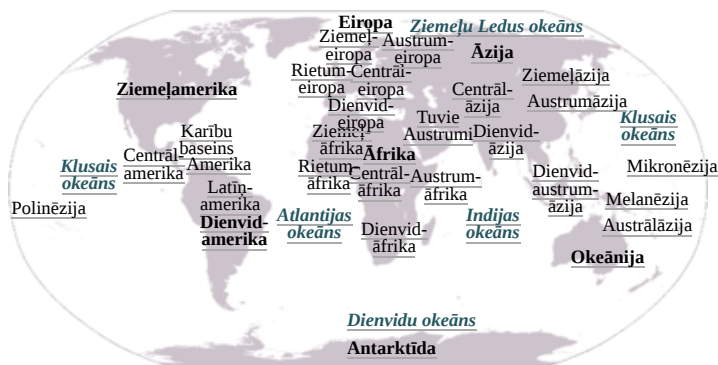 Eiropa
Ziemeļu Ledus okeāns
Ziemeļ-
eiropa
Austrum-
eiropa
Āzija
Rietum-
eiropa
Centrāl-
eiropa
Ziemeļāzija
Ziemeļamerika
Centrāl-
āzija
Austrumāzija
Dienvid-
eiropa
Tuvie
Austrumi
Klusais
okeāns
Karību
baseins
Ziemeļ-
āfrika
Dienvid-
āzija
Centrāl-
amerika
Amerika
Āfrika
Klusais
okeāns
Rietum-
āfrika
Centrāl-
āfrika
Austrum-
āfrika
Dienvid-
austrum-
āzija
Mikronēzija
Latīņ-
amerika
Melanēzija
Polinēzija
Dienvid-
amerika
Atlantijas
okeāns
Dienvid-
āfrika
Indijas
okeāns
Austrālāzija
Okeānija
Dienvidu okeāns
Antarktīda